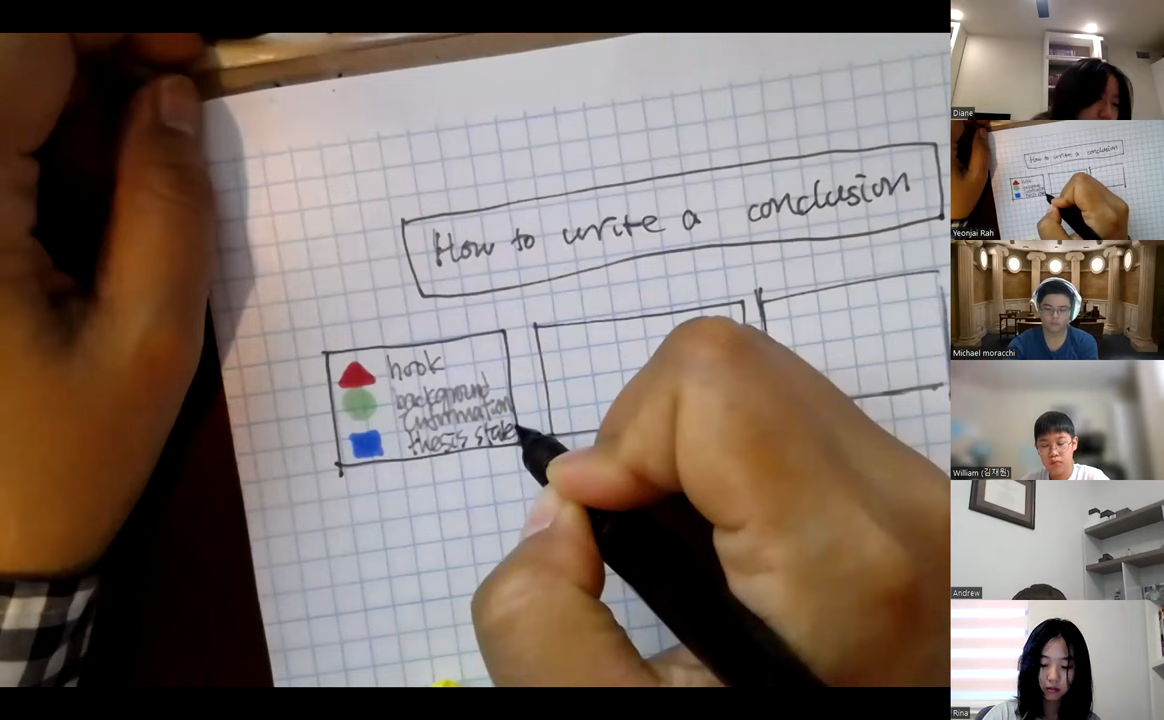 How to write a conclusion
hook
background
information
thesis state
Diane
Yeonjai Rah
Michael moracchi
William (김재원)
Andrew
Rina